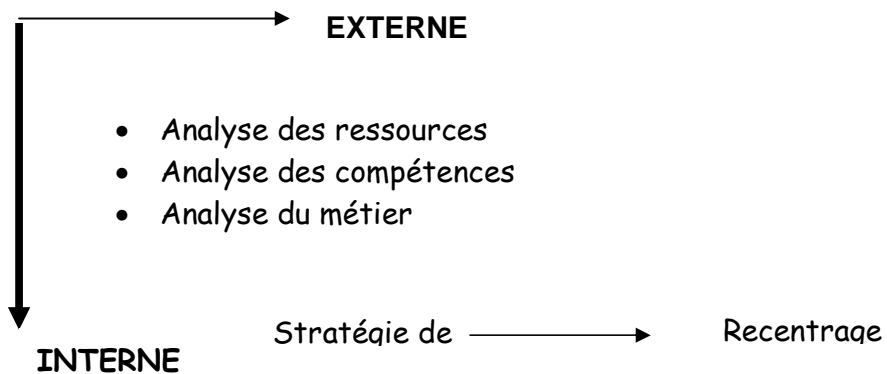 EXTERNE
• Analyse des ressources
• Analyse des compétences
• Analyse du métier
Stratégie de Recentrage
INTERNE